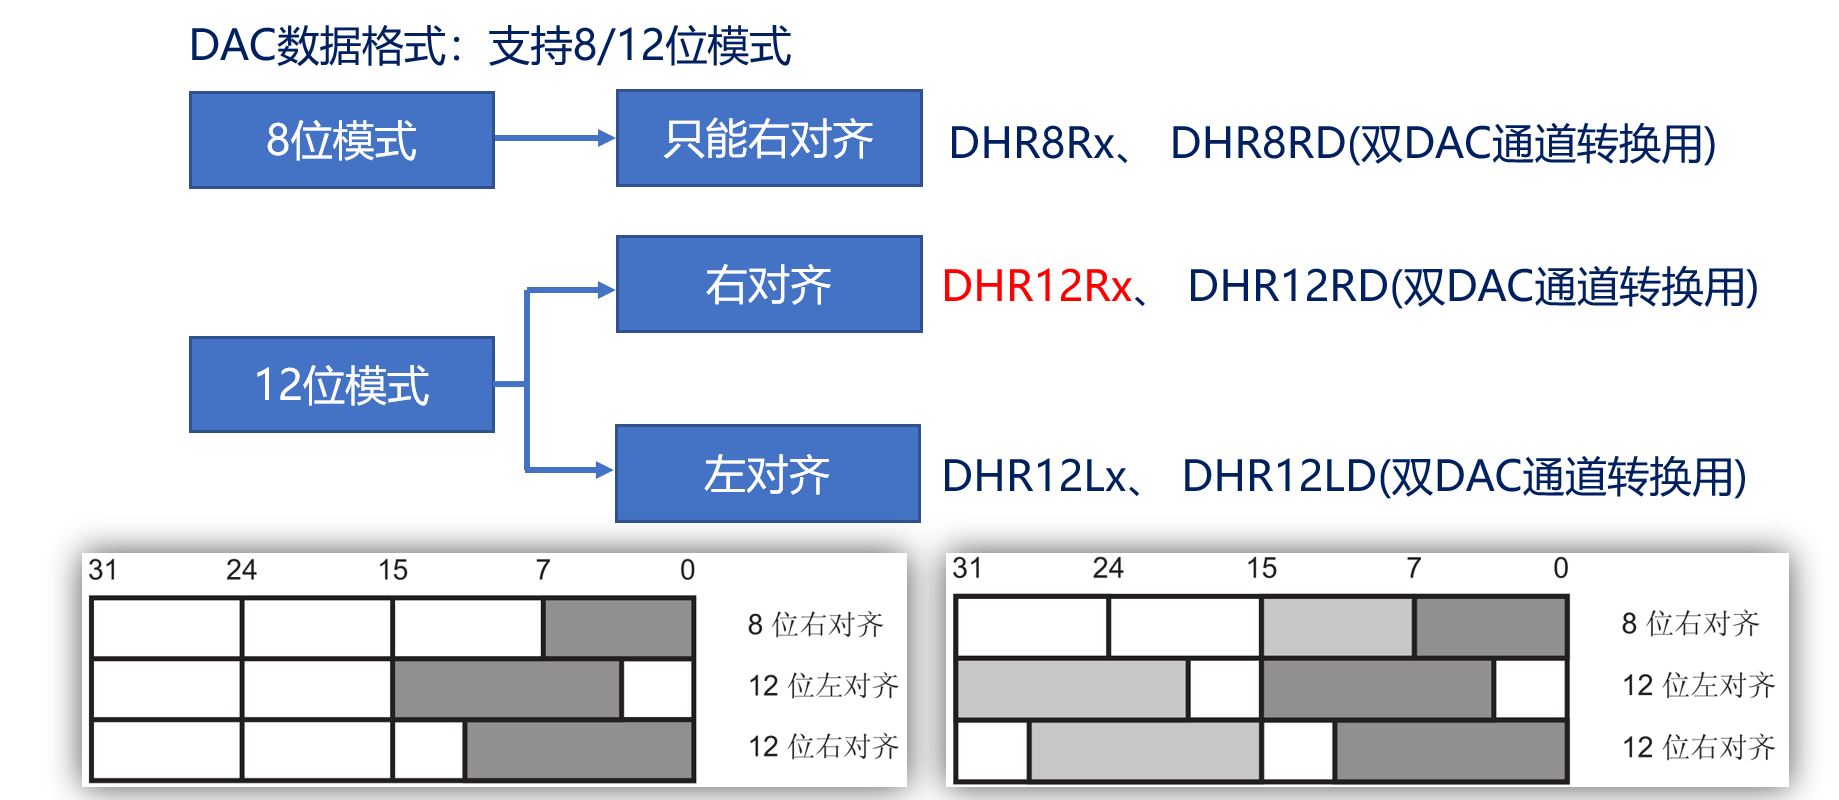 DAC数据格式：支持8/12位模式
8位模式
只能右对齐
DHR8Rx、 DHR8RD(双DAC通道转换用)
右对齐
DHR12Rx、 DHR12RD(双DAC通道转换用)
12位模式
左对齐
DHR12Lx、 DHR12LD(双DAC通道转换用)
31 24 15 7 0
8 位右对齐
12 位左对齐
12 位右对齐
31 24 15 7 0
8 位右对齐
12 位左对齐
12 位右对齐